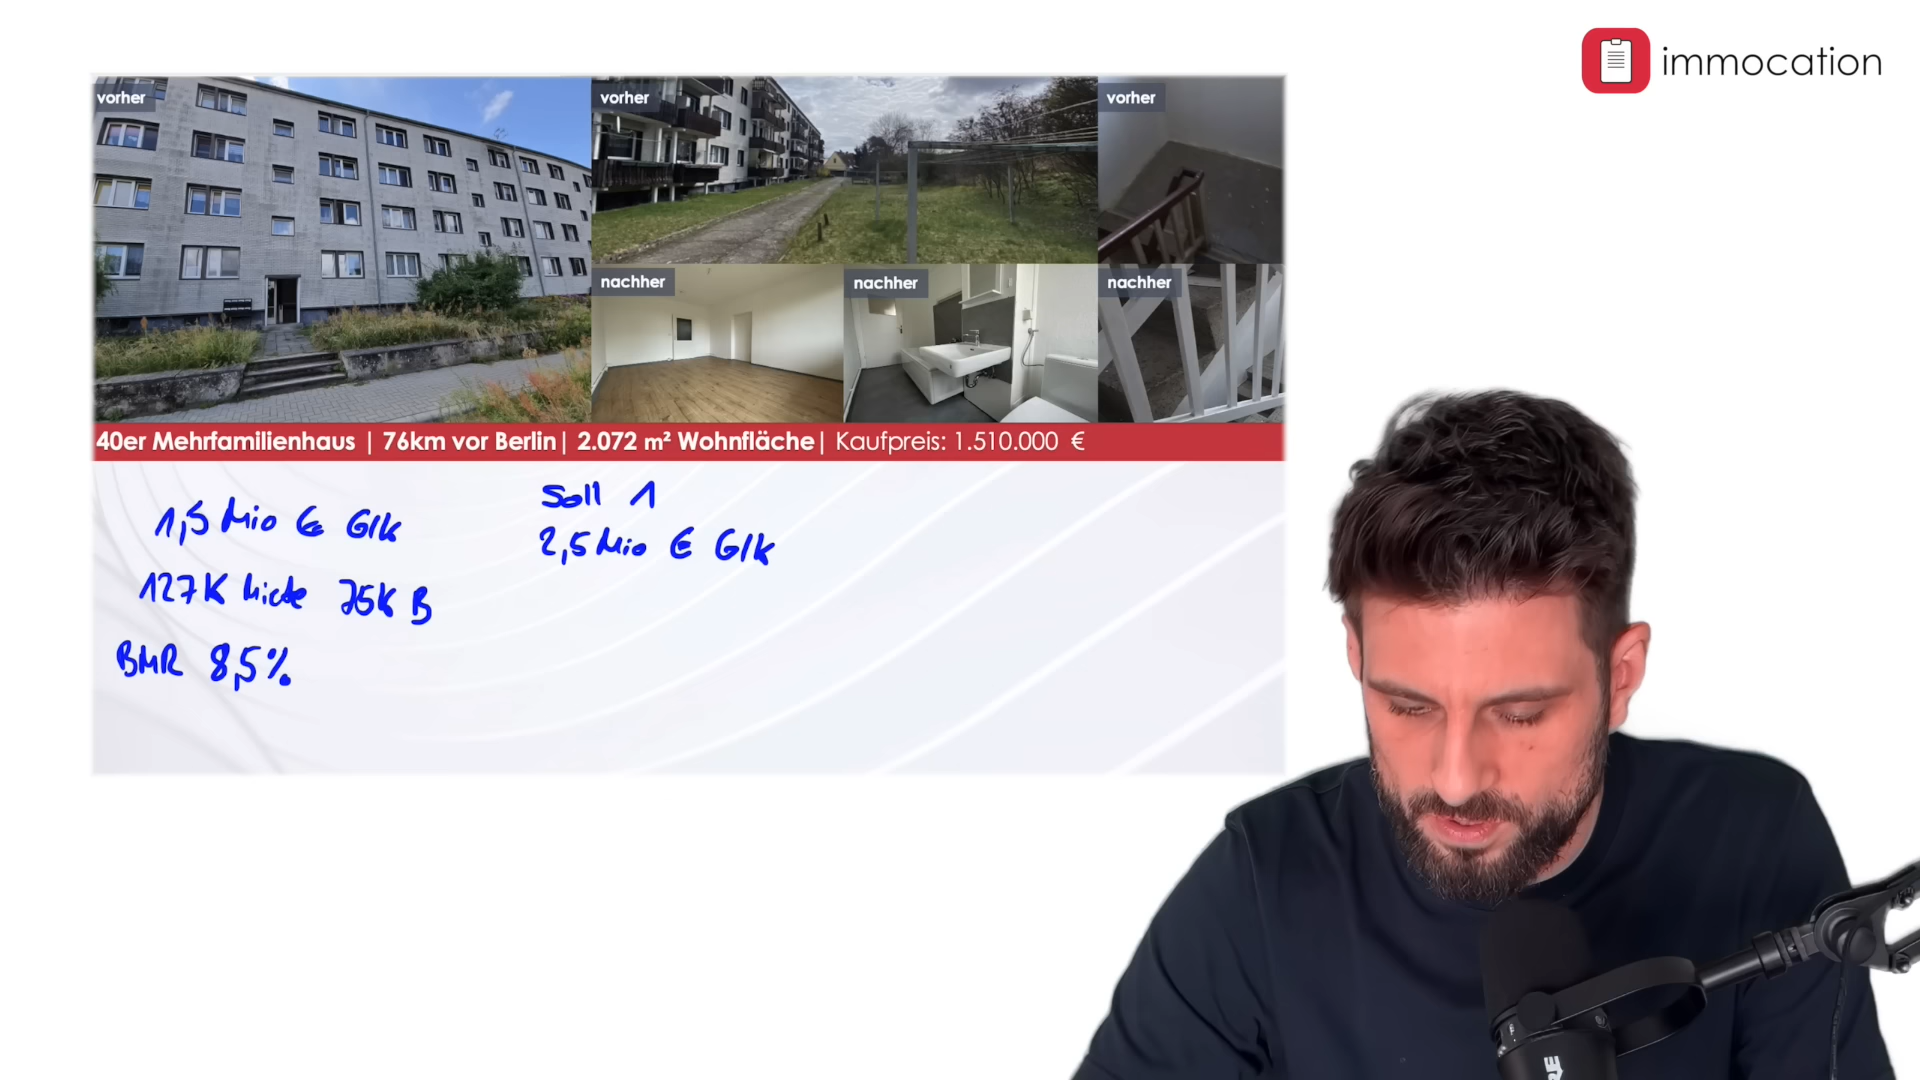 immocation
vorher
vorher
vorher
nachher
nachher
nachher
40er Mehrfamilienhaus | 76km vor Berlin | 2.072 m² Wohnfläche | Kaufpreis: 1.510.000 €
1,5 Mio € GIK
127K Miete 75K B
BMR 8,5%
Soll 1
2,5 Mio € GIK